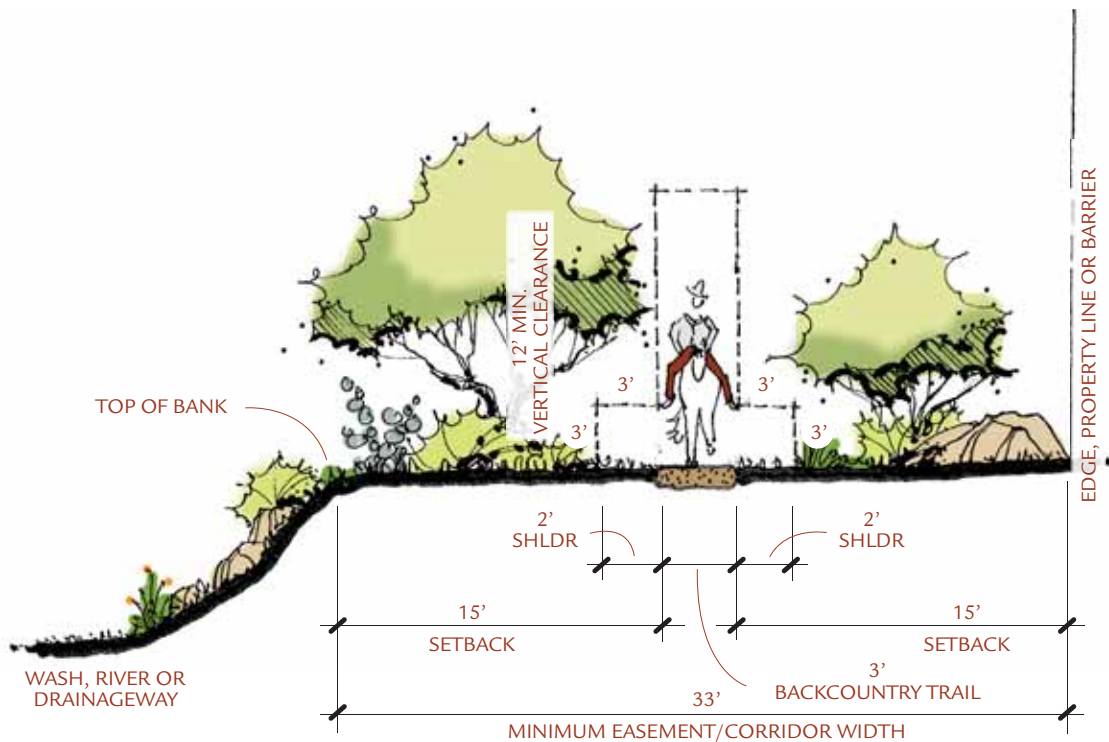 12' MIN.
VERTICAL CLEARANCE
EDGE, PROPERTY LINE OR BARRIER
3'
3'
TOP OF BANK
3'
3'
2'
SHLDR
2'
SHLDR
15'
SETBACK
15'
SETBACK
3'
BACKCOUNTRY TRAIL
WASH, RIVER OR
DRAINAGEWAY
33'
MINIMUM EASEMENT/CORRIDOR WIDTH